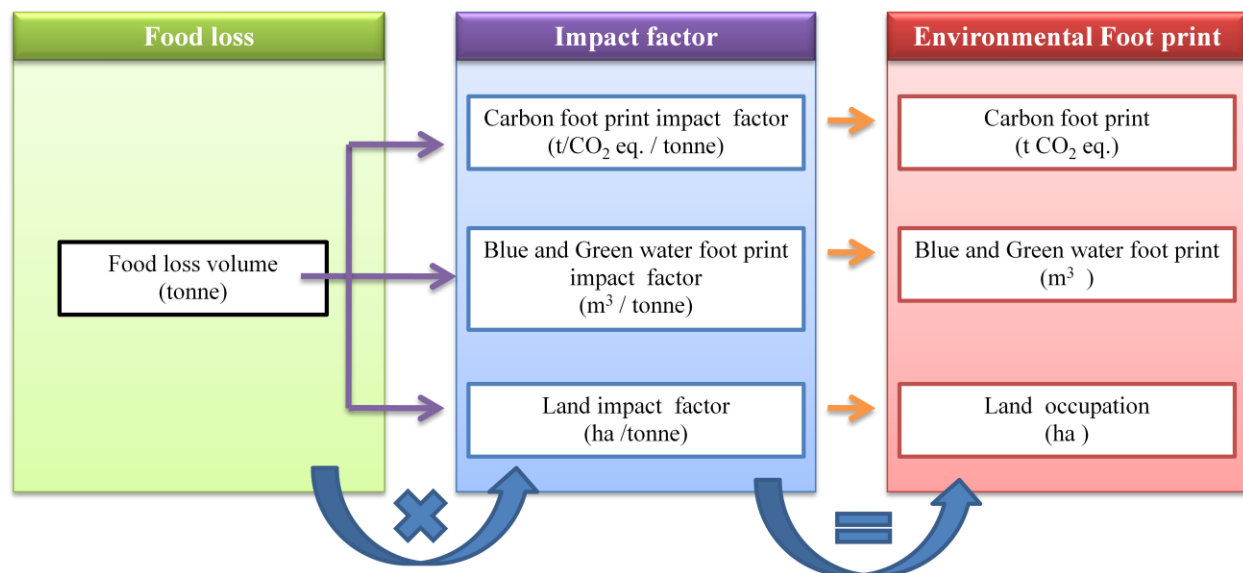 Food loss
Food loss volume
(tonne)
Impact factor
Carbon foot print impact factor
(t/CO₂ eq. / tonne)
Blue and Green water foot print
impact factor
(m³ / tonne)
Land impact factor
(ha /tonne)
Environmental Foot print
Carbon foot print
(t CO₂ eq.)
Blue and Green water foot print
(m³ )
Land occupation
(ha )